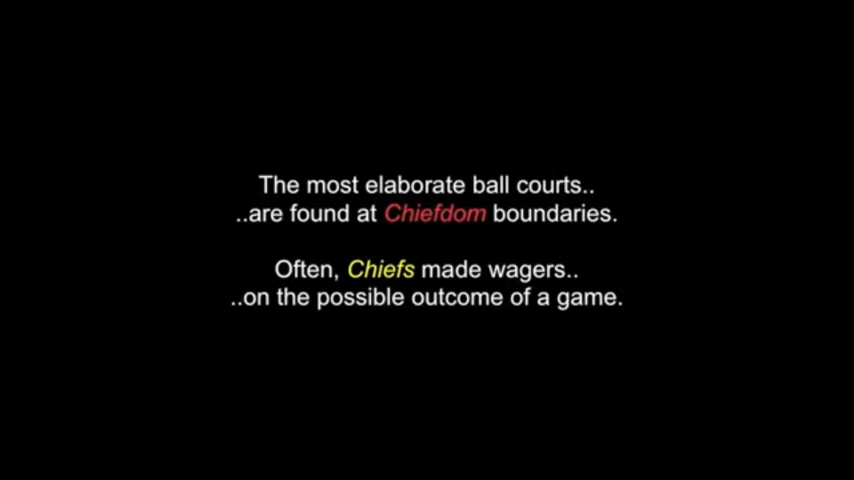 The most elaborate ball courts..
..are found at Chiefdom boundaries.
Often, Chiefs made wagers..
..on the possible outcome of a game.